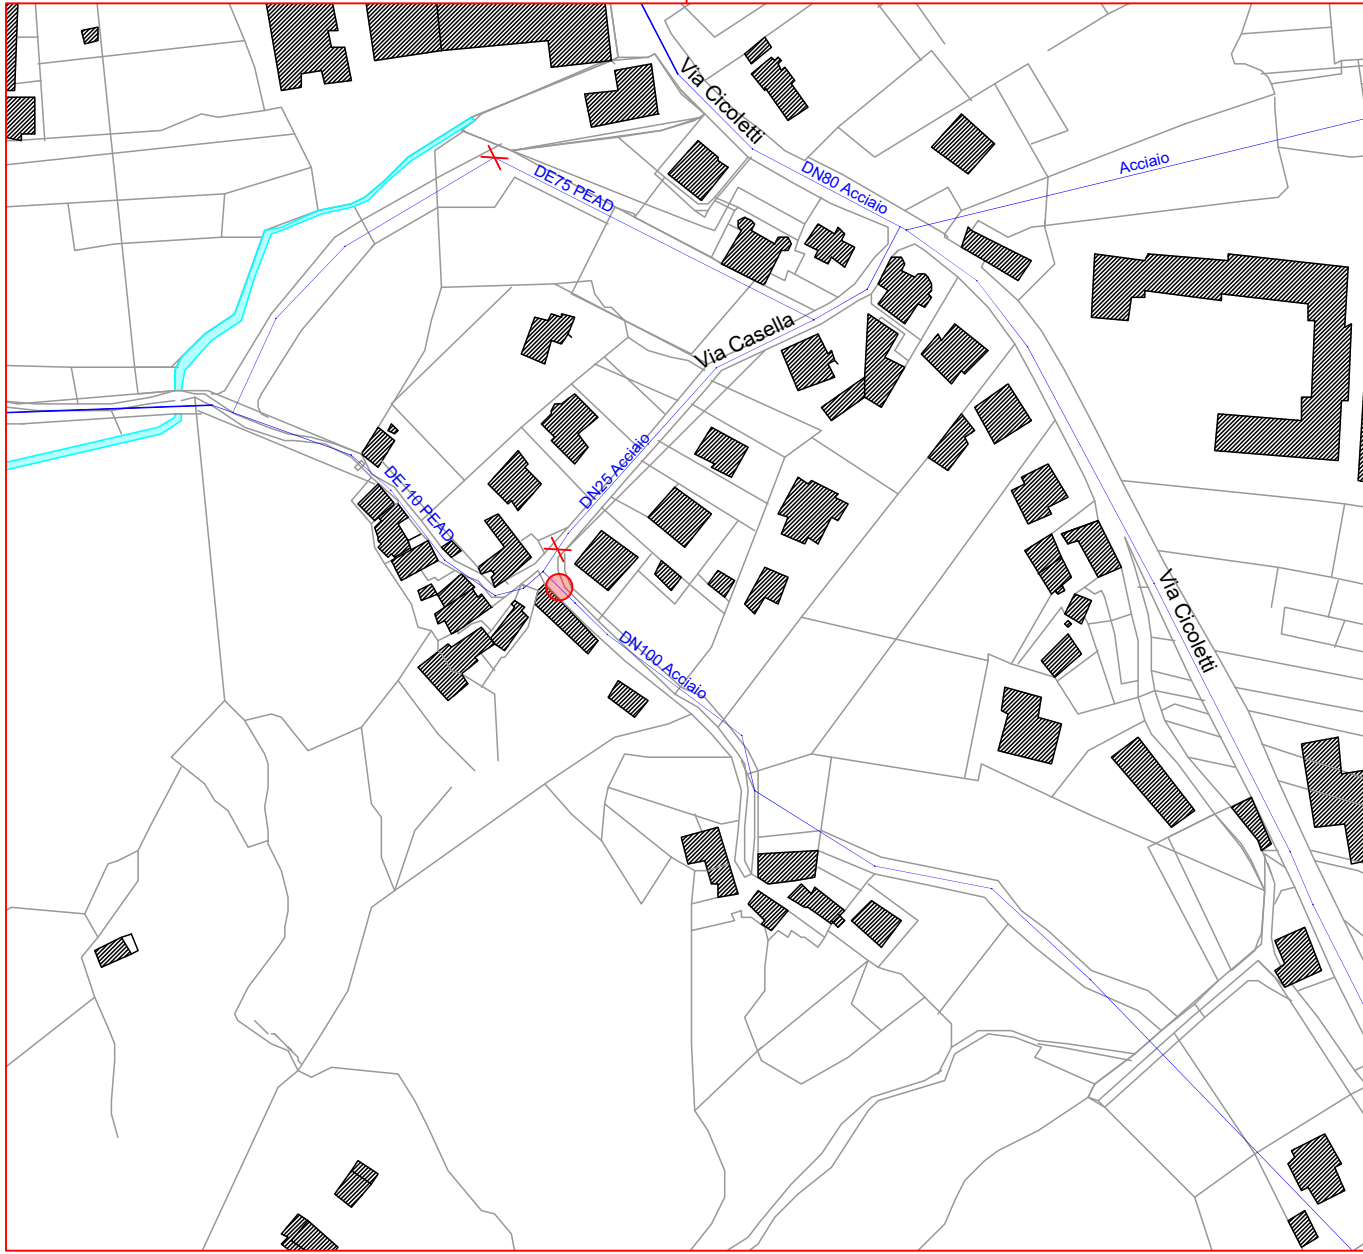 Via Cicoletti
Acciaio
DE75 PEAD
DN80 Acciaio
Via Casella
DN25 Acciaio
DE110 PEAD
Via Cicoletti
DN100 Acciaio